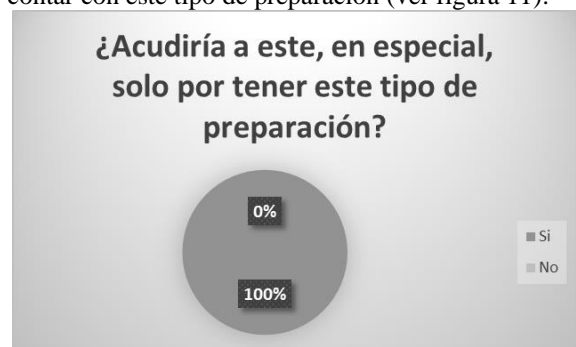 contar con este tipo de preparación (ver figura 11).
¿Acudiría a este, en especial,
solo por tener este tipo de
preparación?
0%
Si
No
100%